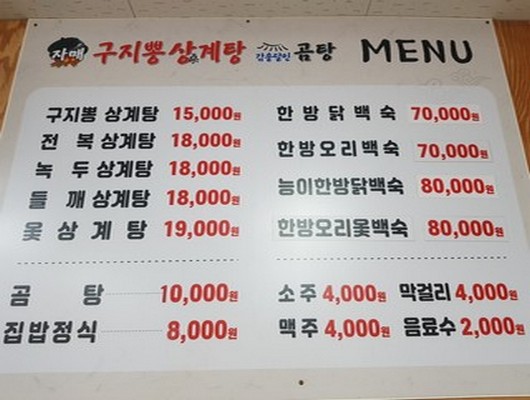 자매 구지뽕 상계탕 곰탕 MENU
구지뽕 상계탕 15,000원
전복 상계탕 18,000원
녹두 상계탕 18,000원
들깨 상계탕 18,000원
옻상계탕 19,000원
곰탕 10,000원
집밥정식 8,000원
한방닭백숙 70,000원
한방오리백숙 70,000원
능이한방닭백숙 80,000원
한방오리옻백숙 80,000원
소주 4,000원 막걸리 4,000원
맥주 4,000원 음료수 2,000원